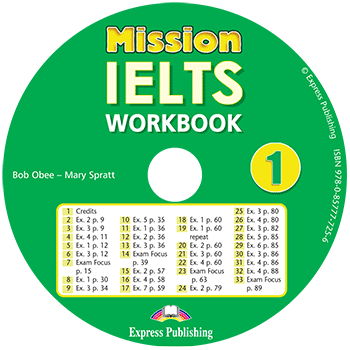 Mission
IELTS
WORKBOOK
© Express Publishing
ISBN 978-0-85777-725-6
1
Bob Obee – Mary Spratt
1 Credits
2 Ex. 2 p. 9
3 Ex. 3 p. 9
4 Ex. 4 p. 11
5 Ex. 1 p. 12
6 Ex. 3 p. 12
7 Exam Focus
p. 15
8 Ex. 1 p. 33
9 Ex. 3 p. 34
10 Ex. 5 p. 35
11 Ex. 1 p. 36
12 Ex. 2 p. 36
13 Ex. 4 p. 36
14 Exam Focus
p. 39
15 Ex. 2 p. 57
16 Ex. 4 p. 58
17 Ex. 7 p. 59
18 Ex. 1 p. 60
19 Ex. 1 p. 60
repeat
20 Ex. 2 p. 60
21 Ex. 3 p. 60
22 Ex. 4 p. 60
23 Exam Focus
p. 63
24 Ex. 2 p. 79
25 Ex. 3 p. 80
26 Ex. 4 p. 80
27 Ex. 3 p. 82
28 Ex. 5 p. 85
29 Ex. 6 p. 85
30 Ex. 3 p. 86
31 Ex. 4 p. 86
32 Ex. 4 p. 88
33 Exam Focus
p. 89
Express Publishing